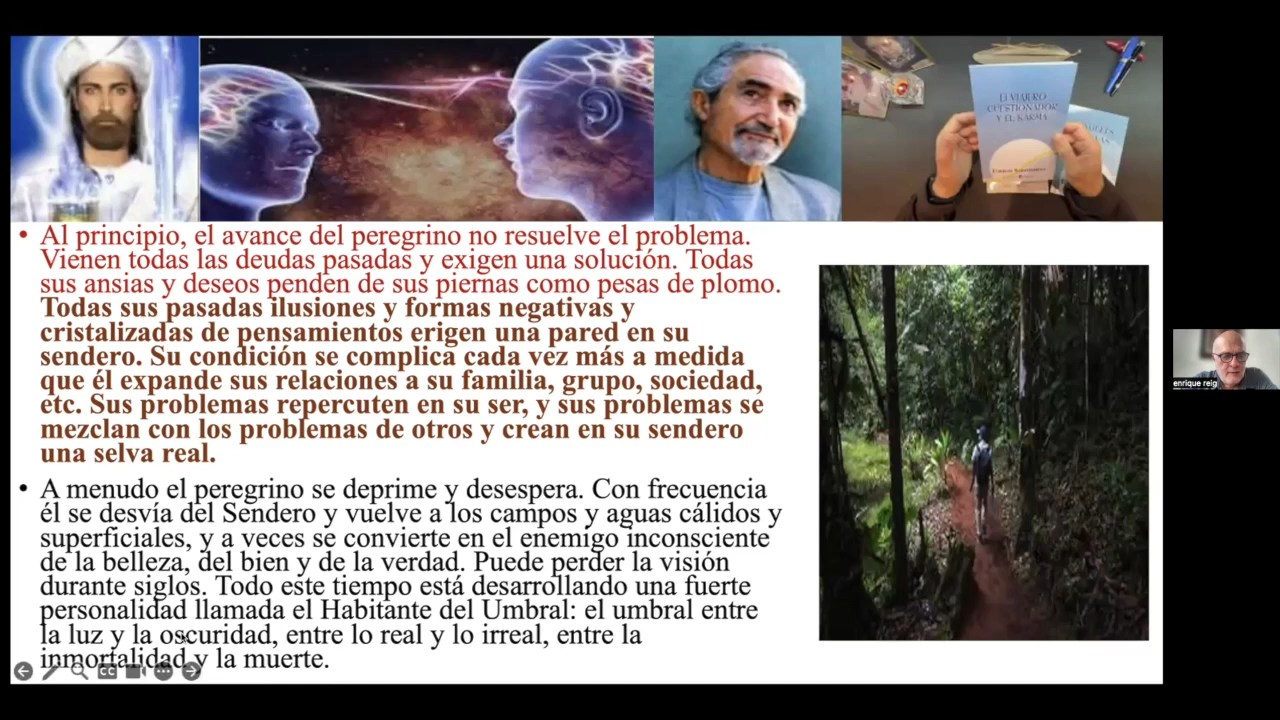 EL VIAJERO
CUESTIONADOR
Y EL KARMA
• Al principio, el avance del peregrino no resuelve el problema.
Vienen todas las deudas pasadas y exigen una solución. Todas
sus ansias y deseos penden de sus piernas como pesas de plomo.
Todas sus pasadas ilusiones y formas negativas y
cristalizadas de pensamientos erigen una pared en su
sendero. Su condición se complica cada vez más a medida
que él expande sus relaciones a su familia, grupo, sociedad,
etc. Sus problemas repercuten en su ser, y sus problemas se
mezclan con los problemas de otros y crean en su sendero
una selva real.
• A menudo el peregrino se deprime y desespera. Con frecuencia
él se desvía del Sendero y vuelve a los campos y aguas cálidos y
superficiales, y a veces se convierte en el enemigo inconsciente
de la belleza, del bien y de la verdad. Puede perder la visión
durante siglos. Todo este tiempo está desarrollando una fuerte
personalidad llamada el Habitante del Umbral: el umbral entre
la luz y la oscuridad, entre lo real y lo irreal, entre la
inmortalidad y la muerte.
CC
enrique reig